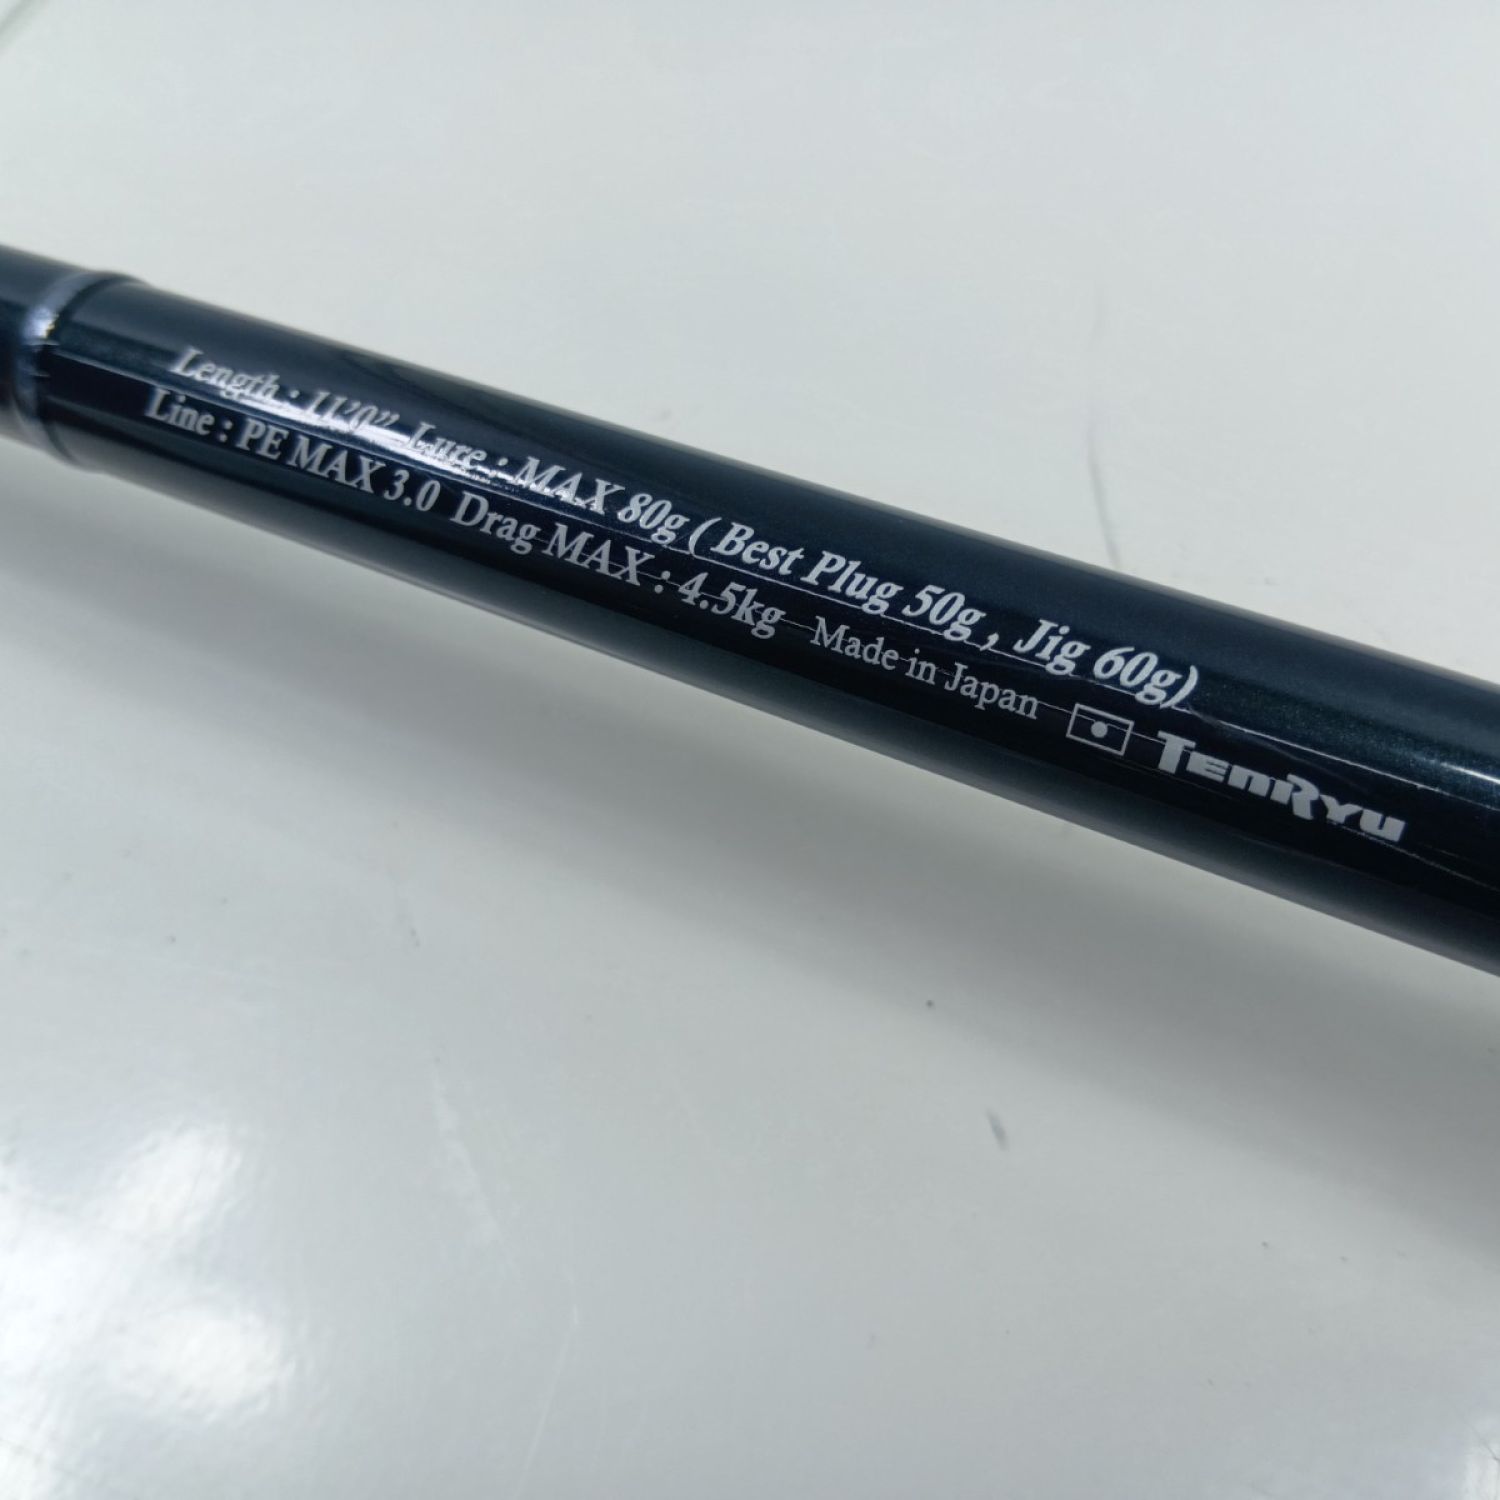 Length : 11'0" Lure : MAX 80g ( Best Plug 50g , Jig 60g)
Line : PE MAX 3.0 Drag MAX : 4.5kg Made in Japan TenRyu